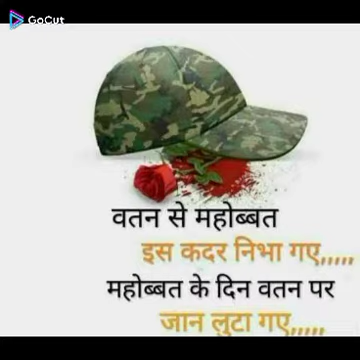 GoCut
वतन से महोब्बत
इस कदर निभा गए,,,,,
महोब्बत के दिन वतन पर
जान लुटा गए,,,,,